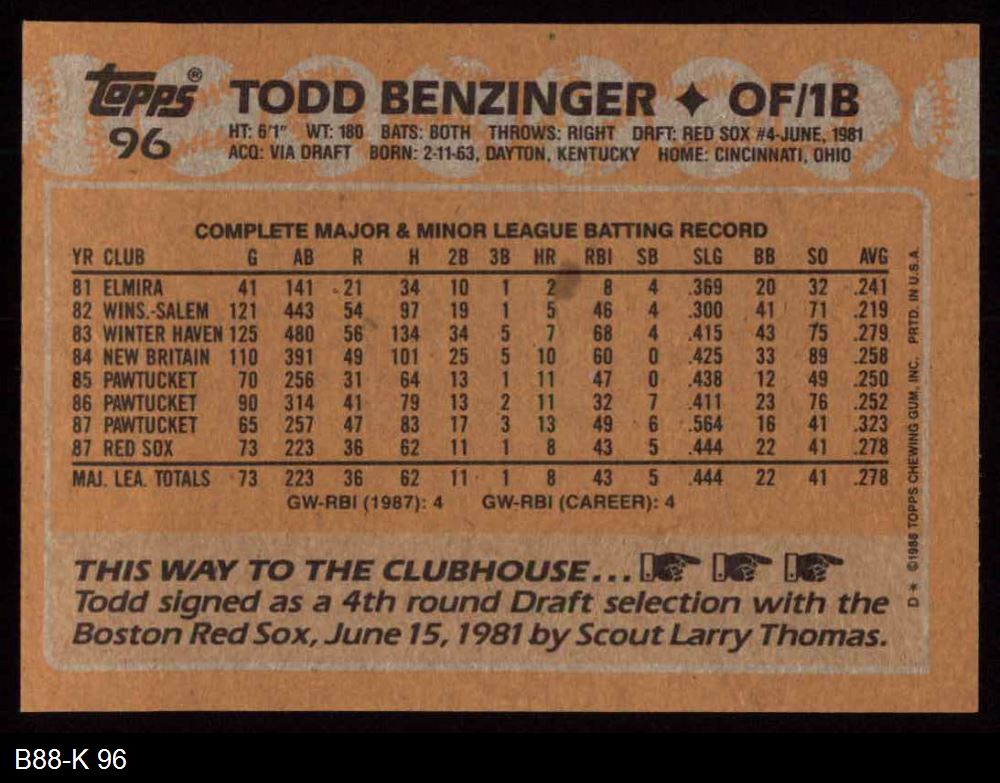 topps®
96
TODD BENZINGER ✦ OF/1B
HT: 6'1" WT: 180 BATS: BOTH THROWS: RIGHT DRFT: RED SOX #4-JUNE, 1981
ACQ: VIA DRAFT BORN: 2-11-63, DAYTON, KENTUCKY HOME: CINCINNATI, OHIO
COMPLETE MAJOR & MINOR LEAGUE BATTING RECORD
YR CLUB G AB R H 2B 3B HR RBI SB SLG BB SO AVG
81 ELMIRA 41 141 21 34 10 1 2 8 4 .369 20 32 .241
82 WINS.-SALEM 121 443 54 97 19 1 5 46 4 .300 41 71 .219
83 WINTER HAVEN 125 480 56 134 34 5 7 68 4 .415 43 75 .279
84 NEW BRITAIN 110 391 49 101 25 5 10 60 0 .425 33 89 .258
85 PAWTUCKET 70 256 31 64 13 1 11 47 0 .438 12 49 .250
86 PAWTUCKET 90 314 41 79 13 2 11 32 7 .411 23 76 .252
87 PAWTUCKET 65 257 47 83 17 3 13 49 6 .564 16 41 .323
87 RED SOX 73 223 36 62 11 1 8 43 5 .444 22 41 .278
MAJ. LEA. TOTALS 73 223 36 62 11 1 8 43 5 .444 22 41 .278
GW-RBI (1987): 4 GW-RBI (CAREER): 4
THIS WAY TO THE CLUBHOUSE...
Todd signed as a 4th round Draft selection with the
Boston Red Sox, June 15, 1981 by Scout Larry Thomas.
D * ©1988 TOPPS CHEWING GUM, INC. PRTD. IN U.S.A.
B88-K 96